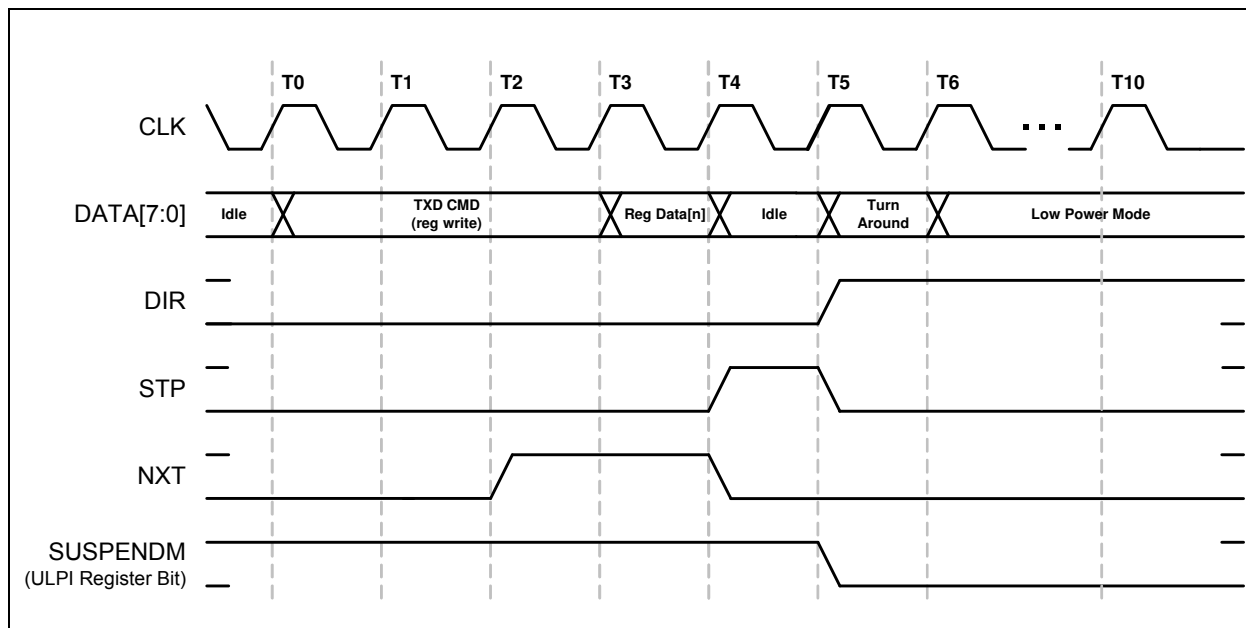 T0 T1 T2 T3 T4 T5 T6 T10
CLK
...
DATA[7:0]
Idle
TXD CMD
(reg write)
Reg Data[n]
Idle
Turn
Around
Low Power Mode
DIR
STP
NXT
SUSPENDM
(ULPI Register Bit)